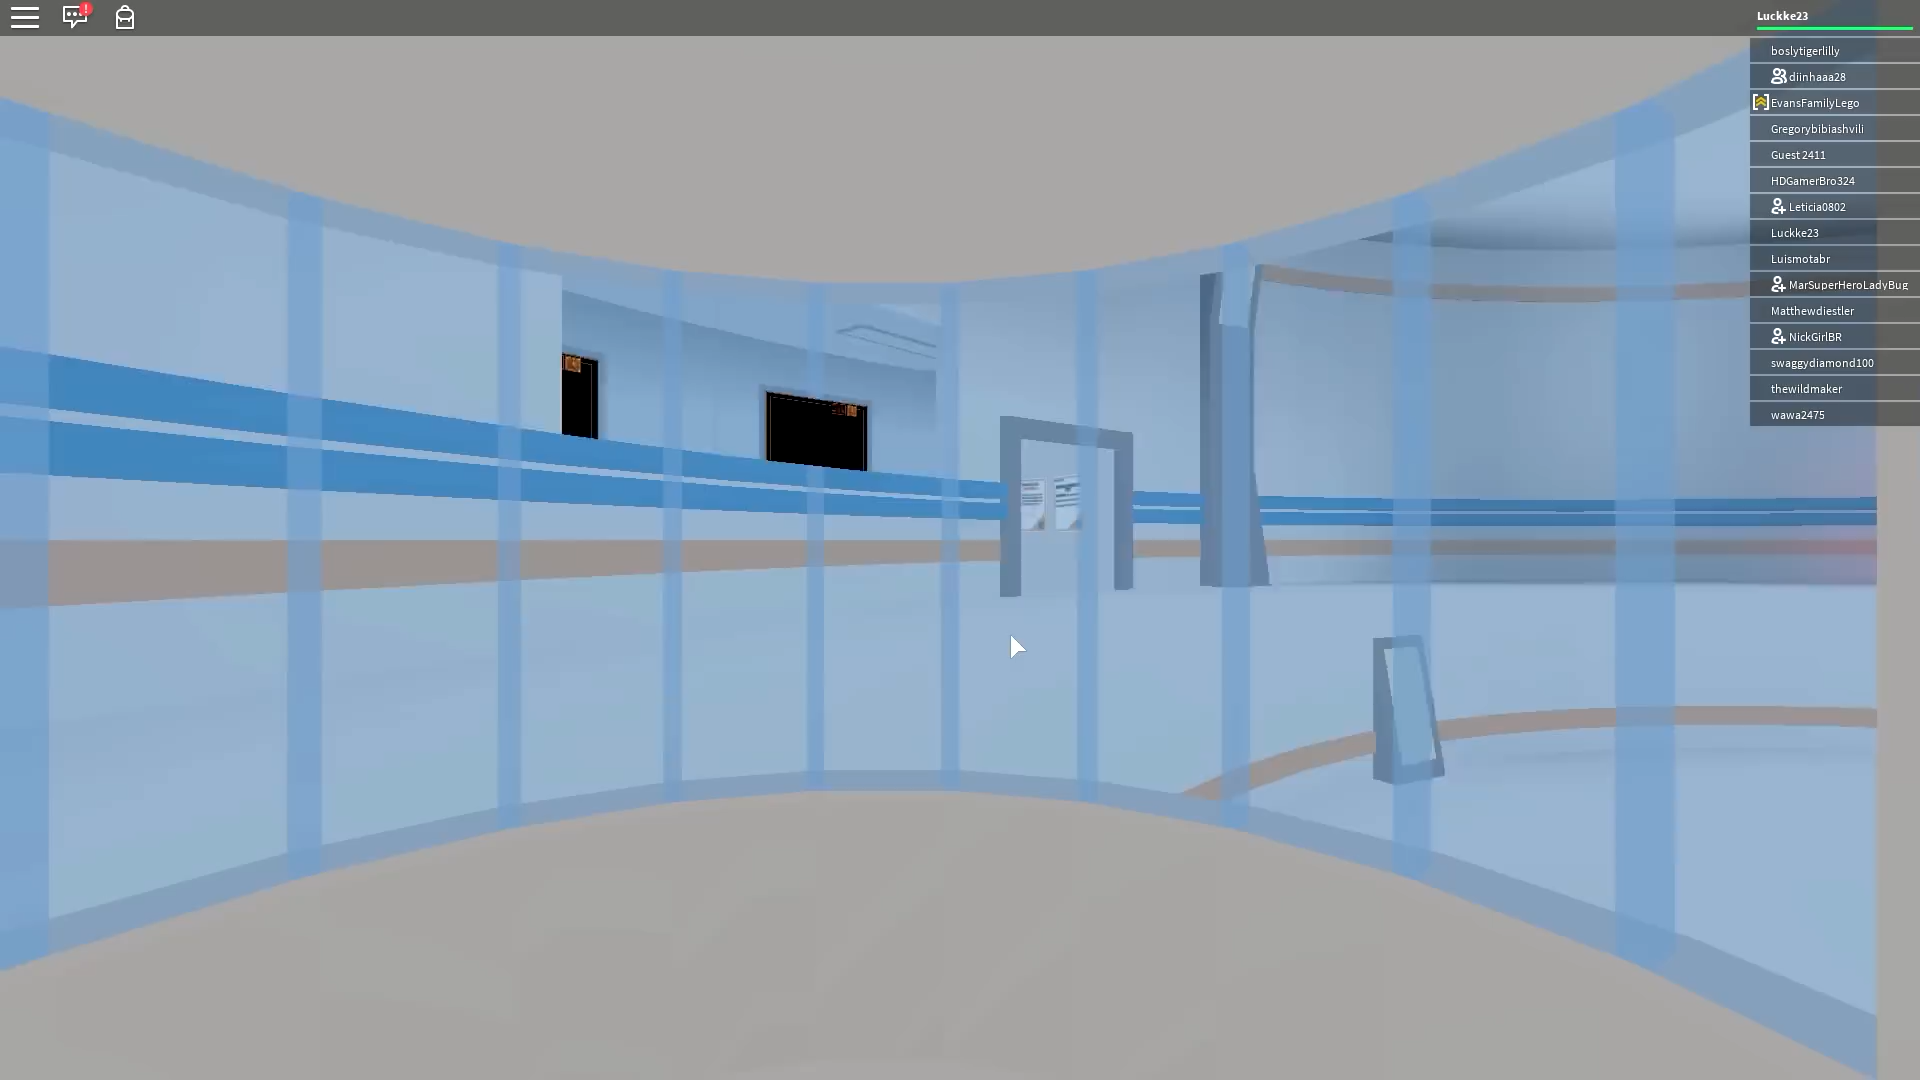 Luckke23
boslytigerlilly
diinhaaa28
EvansFamilyLego
Gregorybibiashvili
Guest 2411
HDGamerBro324
Leticia0802
Luckke23
Luismotabr
MarSuperHeroLadyBug
Matthewdiestler
NickGirlBR
swaggydiamond100
thewildmaker
wawa2475